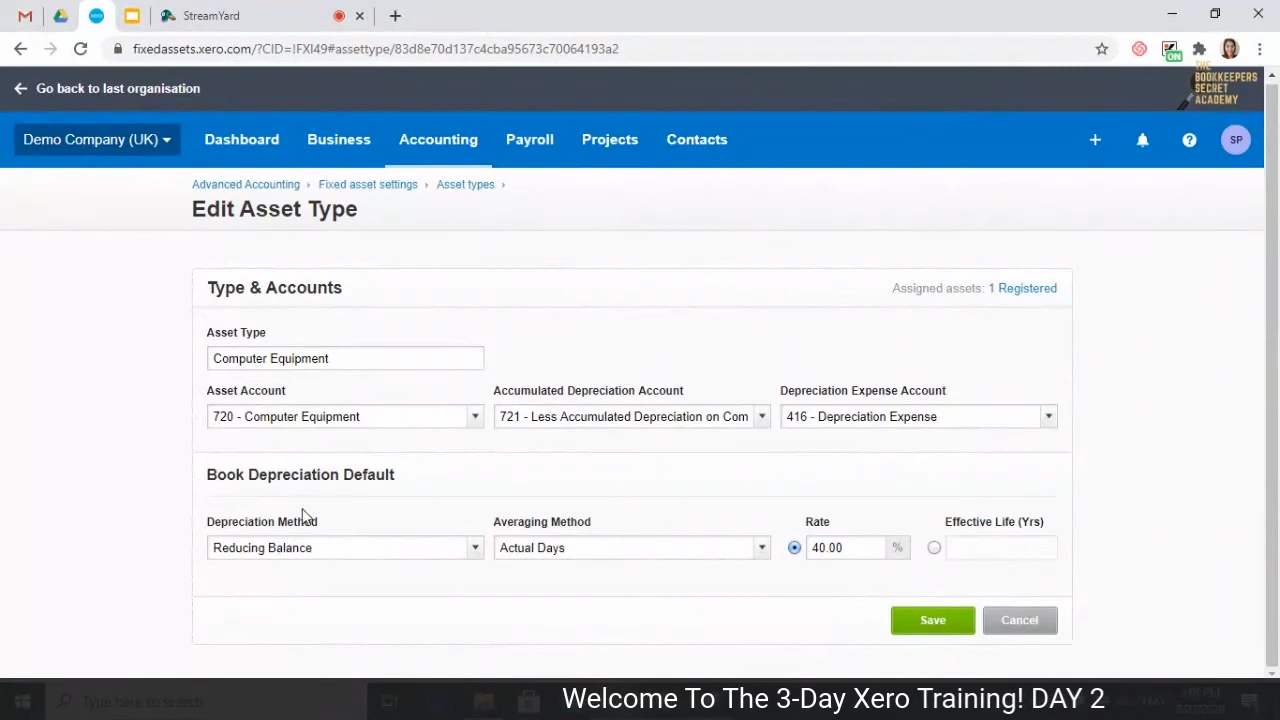 StreamYard
fixedassets.xero.com/?CID=!FXI49#assettype/83d8e70d137c4cba95673c70064193a2
ON
Go back to last organisation
THE
BOOKKEEPERS
SECRET
ACADEMY
Demo Company (UK)
Dashboard
Business
Accounting
Payroll
Projects
Contacts
SP
Advanced Accounting › Fixed asset settings › Asset types ›
Edit Asset Type
Type & Accounts
Assigned assets: 1 Registered
Asset Type
Computer Equipment
Asset Account
Accumulated Depreciation Account
Depreciation Expense Account
720 - Computer Equipment
721 - Less Accumulated Depreciation on Com
416 - Depreciation Expense
Book Depreciation Default
Depreciation Method
Averaging Method
Rate
Effective Life (Yrs)
Reducing Balance
Actual Days
40.00 %
Save
Cancel
Type here to search
Welcome To The 3-Day Xero Training! DAY 2